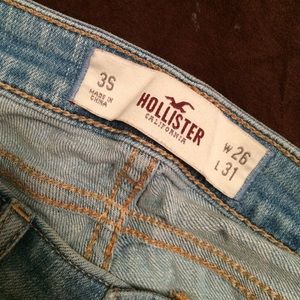 3S
MADE IN
CHINA
HOLLISTER
CALIFORNIA
W 26
L 31